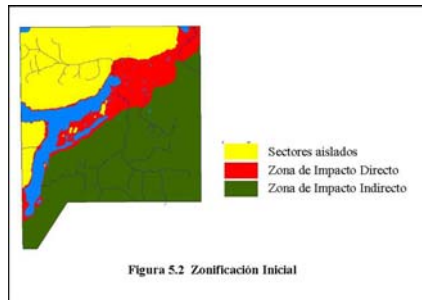 Sectores aislados
Zona de Impacto Directo
Zona de Impacto Indirecto
Figura 5.2 Zonificación Inicial